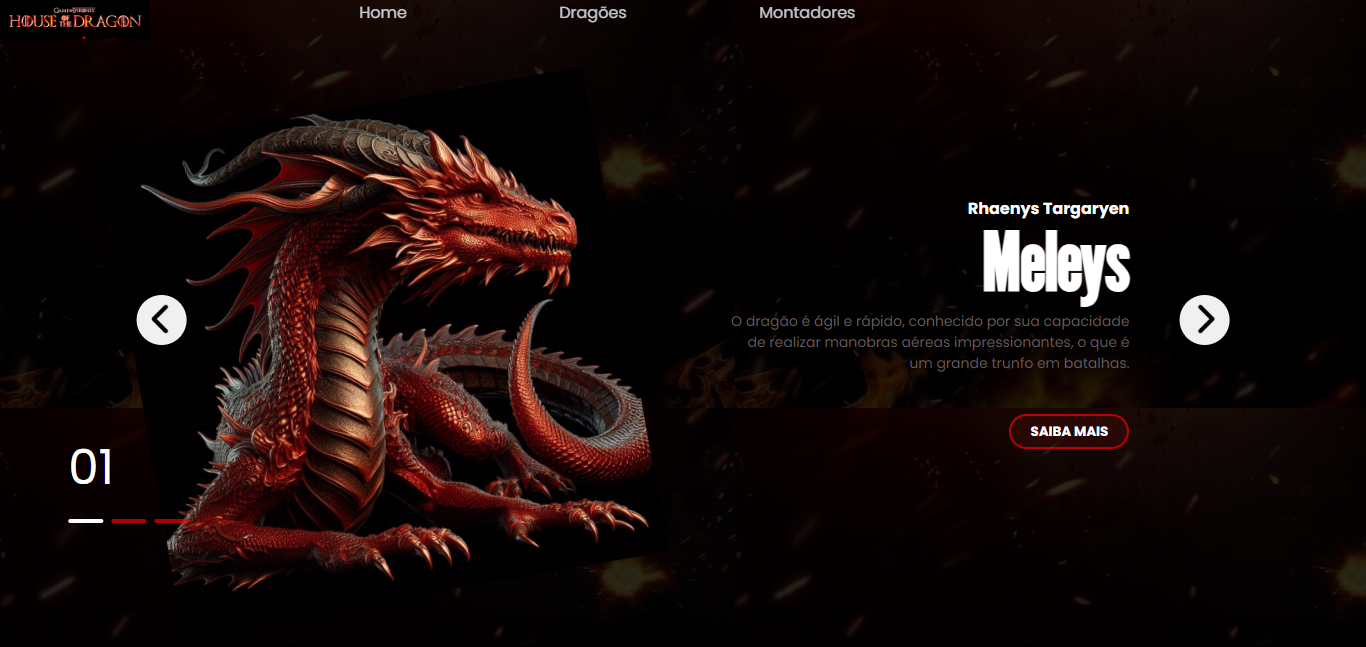 GAME OF THRONES
HOUSE OF THE DRAGON
Home
Dragões
Montadores
Rhaenys Targaryen
Meleys
O dragão é ágil e rápido, conhecido por sua capacidade
de realizar manobras aéreas impressionantes, o que é
um grande trunfo em batalhas.
SAIBA MAIS
01